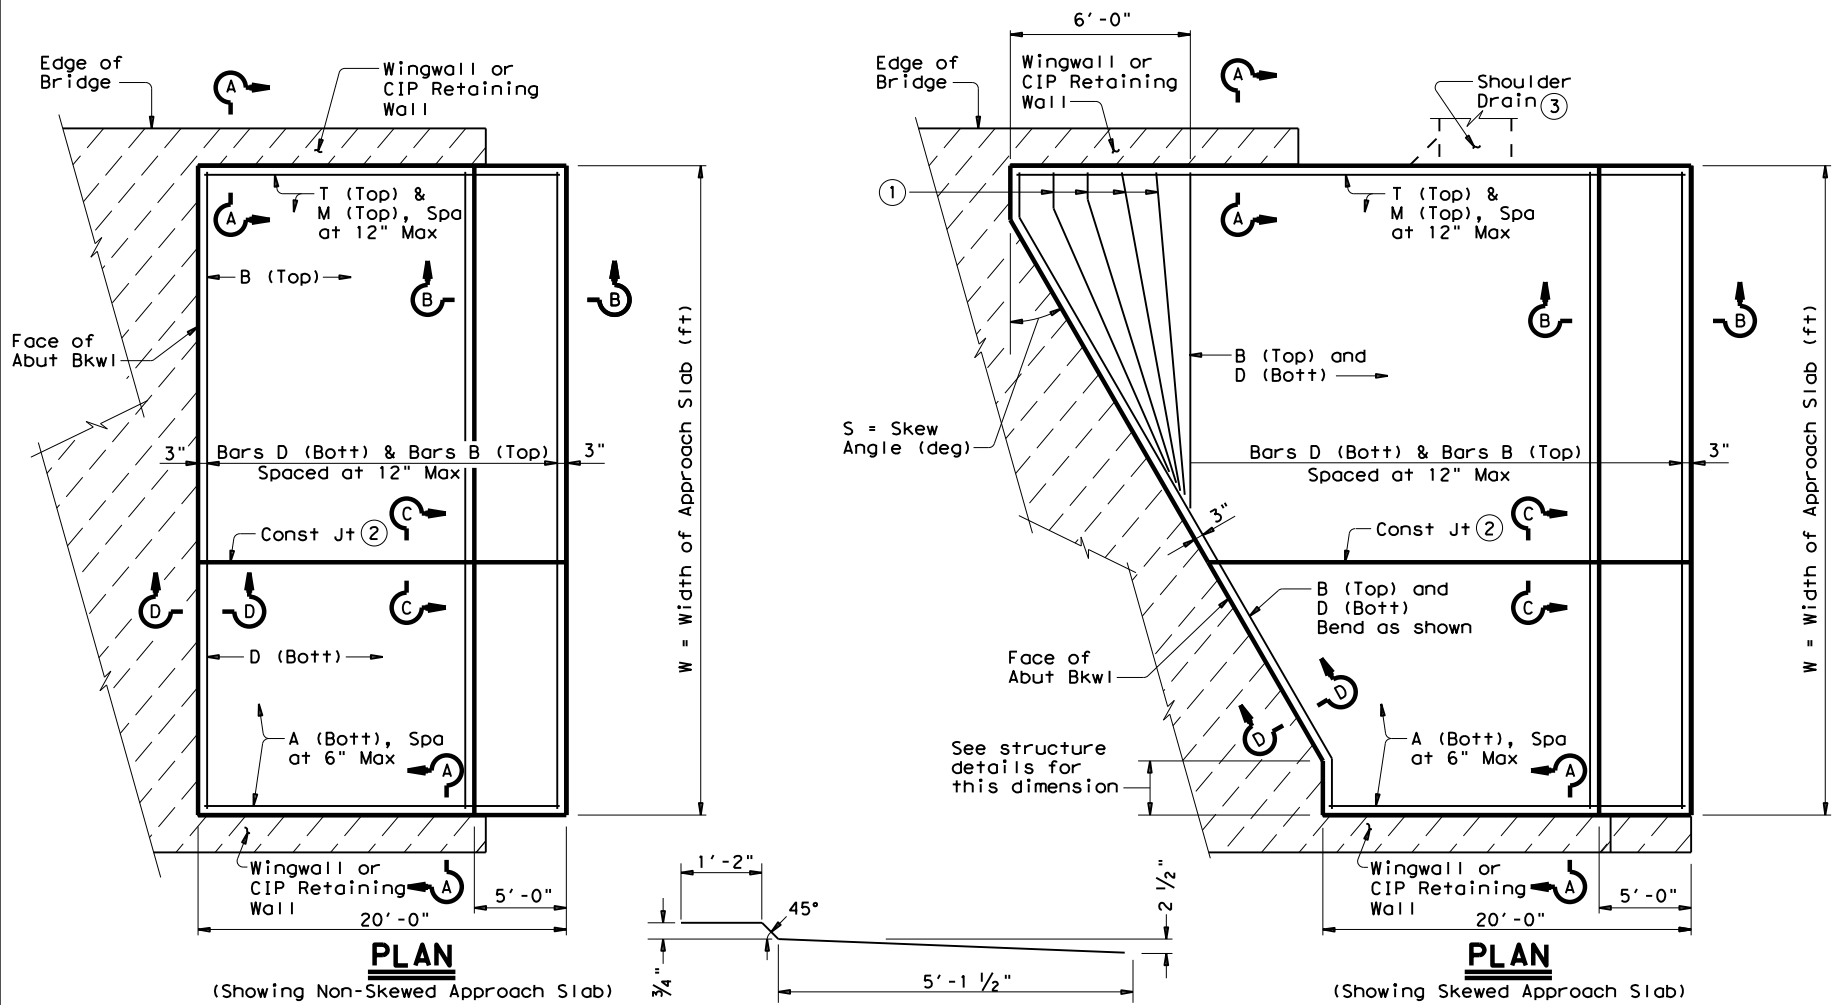 Edge of
Bridge
A
Wingwall or
CIP Retaining
Wall
A
T (Top) &
M (Top), Spa
at 12" Max
B (Top)
B
B
Face of
Abut Bkwl
W = Width of Approach Slab (ft)
3"
Bars D (Bott) & Bars B (Top)
Spaced at 12" Max
3"
C
Const Jt 2
D
D
C
D (Bott)
A (Bott), Spa
at 6" Max
A
Wingwall or
CIP Retaining
Wall
A
5'-0"
20'-0"
PLAN
(Showing Non-Skewed Approach Slab)
1'-2"
45°
3/4"
2 1/2"
5'-1 1/2"
6'-0"
Edge of
Bridge
Wingwall or
CIP Retaining
Wall
A
Shoulder
Drain 3
1
A
T (Top) &
M (Top), Spa
at 12" Max
B
B
B (Top) and
D (Bott)
S = Skew
Angle (deg)
W = Width of Approach Slab (ft)
Bars D (Bott) & Bars B (Top)
Spaced at 12" Max
3"
3"
C
Const Jt 2
B (Top) and
D (Bott)
Bend as shown
C
Face of
Abut Bkwl
D
D
See structure
details for
this dimension
A (Bott), Spa
at 6" Max
A
Wingwall or
CIP Retaining
Wall
A
5'-0"
20'-0"
PLAN
(Showing Skewed Approach Slab)